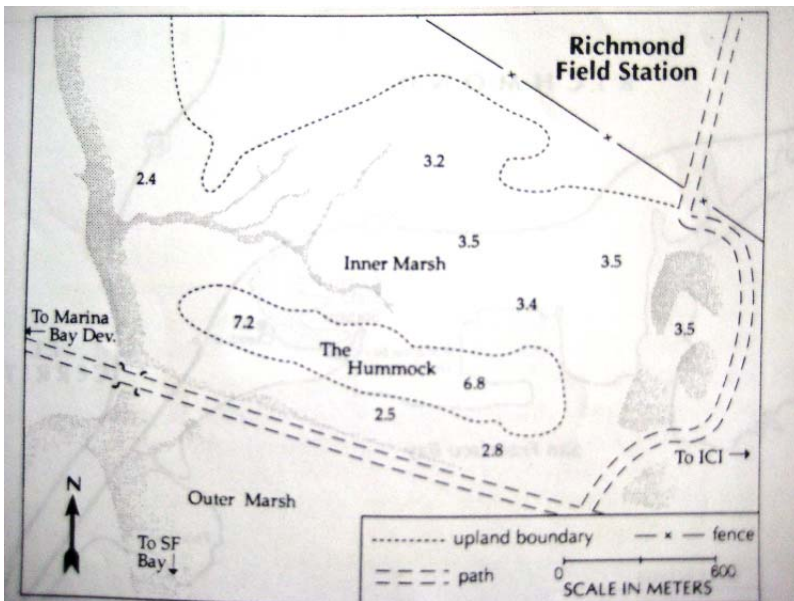 Richmond
Field Station
2.4
3.2
3.5
Inner Marsh
3.5
3.4
7.2
3.5
To Marina
Bay Dev.
The
Hummock
6.8
2.5
2.8
To ICI
N
Outer Marsh
To SF
Bay
upland boundary
fence
path
0
600
SCALE IN METERS